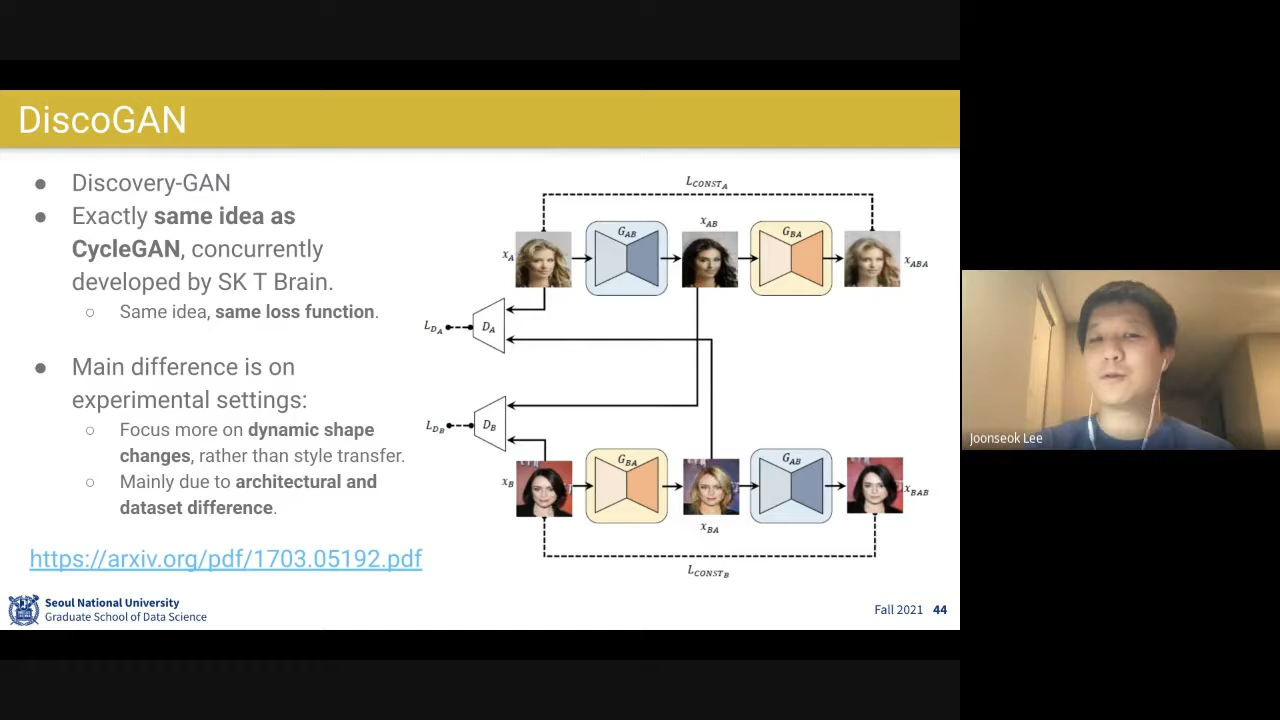 DiscoGAN
● Discovery-GAN
● Exactly same idea as
CycleGAN, concurrently
developed by SK T Brain.
○ Same idea, same loss function.
● Main difference is on
experimental settings:
○ Focus more on dynamic shape
changes, rather than style transfer.
○ Mainly due to architectural and
dataset difference.
https://arxiv.org/pdf/1703.05192.pdf
L_CONST_A
x_A
G_AB
x_AB
G_BA
x_ABA
L_D_A
D_A
L_D_B
D_B
x_B
G_BA
x_BA
G_AB
x_BAB
L_CONST_B
Seoul National University
Graduate School of Data Science
Fall 2021 44
Joonseok Lee